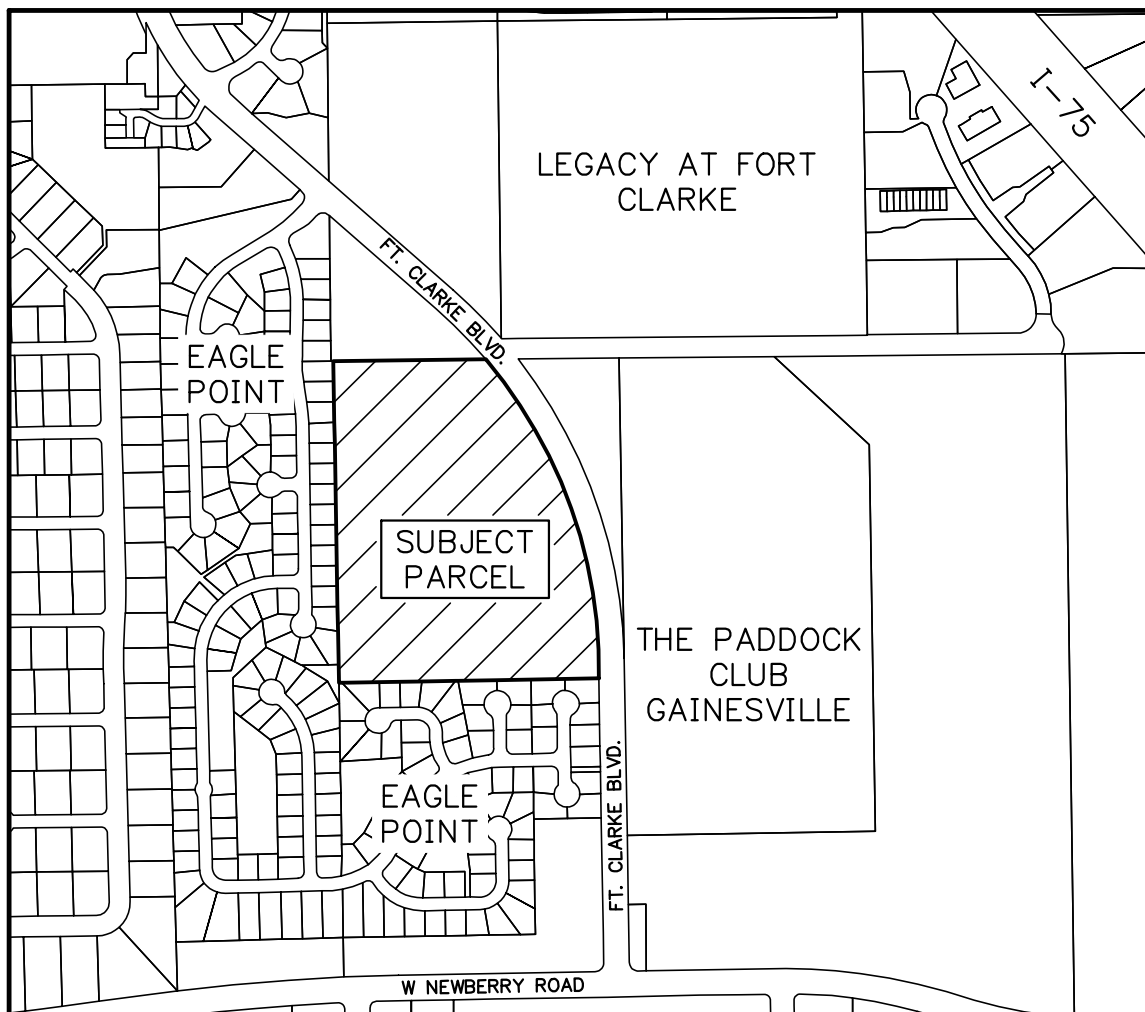 I-75
LEGACY AT FORT
CLARKE
FT. CLARKE BLVD.
EAGLE
POINT
SUBJECT
PARCEL
THE PADDOCK
CLUB
GAINESVILLE
EAGLE
POINT
FT. CLARKE BLVD.
W NEWBERRY ROAD